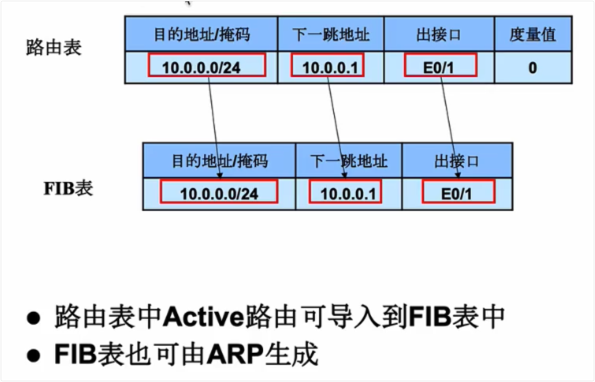 路由表
目的地址/掩码 下一跳地址 出接口 度量值
10.0.0.0/24 10.0.0.1 E0/1 0
FIB表
目的地址/掩码 下一跳地址 出接口
10.0.0.0/24 10.0.0.1 E0/1
● 路由表中Active路由可导入到FIB表中
● FIB表也可由ARP生成